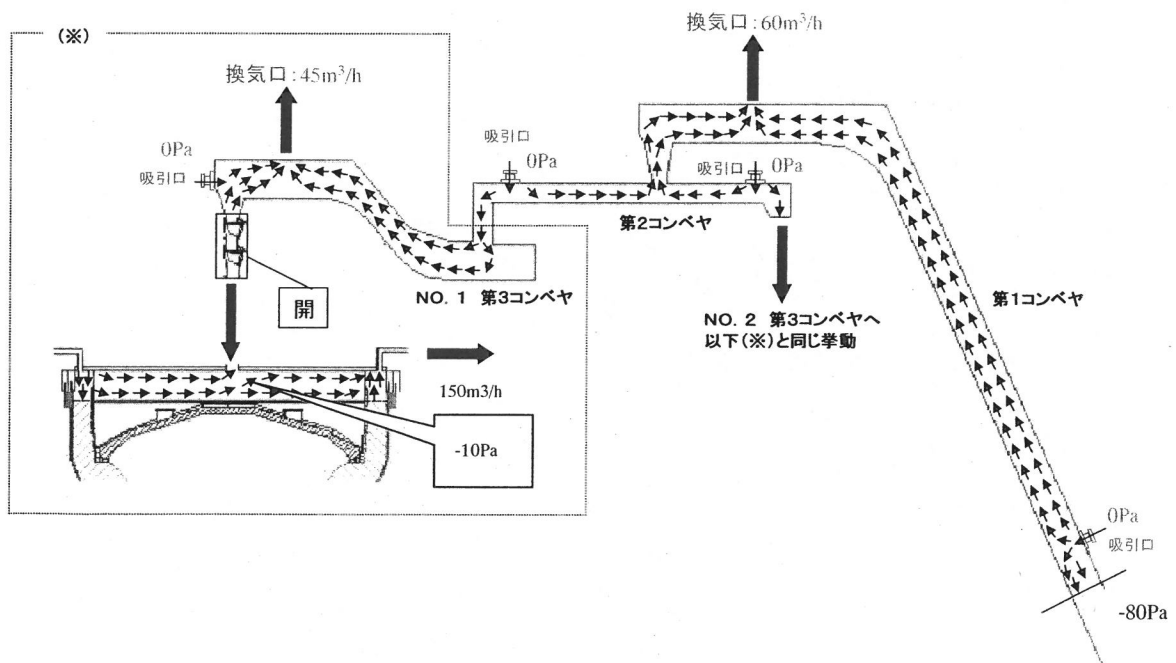 (※)
換気口:45m³/h
0Pa
吸引口
開
NO. 1 第3コンベヤ
150m3/h
-10Pa
換気口:60m³/h
吸引口
0Pa
吸引口
0Pa
第2コンベヤ
NO. 2 第3コンベヤへ
以下(※)と同じ挙動
第1コンベヤ
0Pa
吸引口
-80Pa